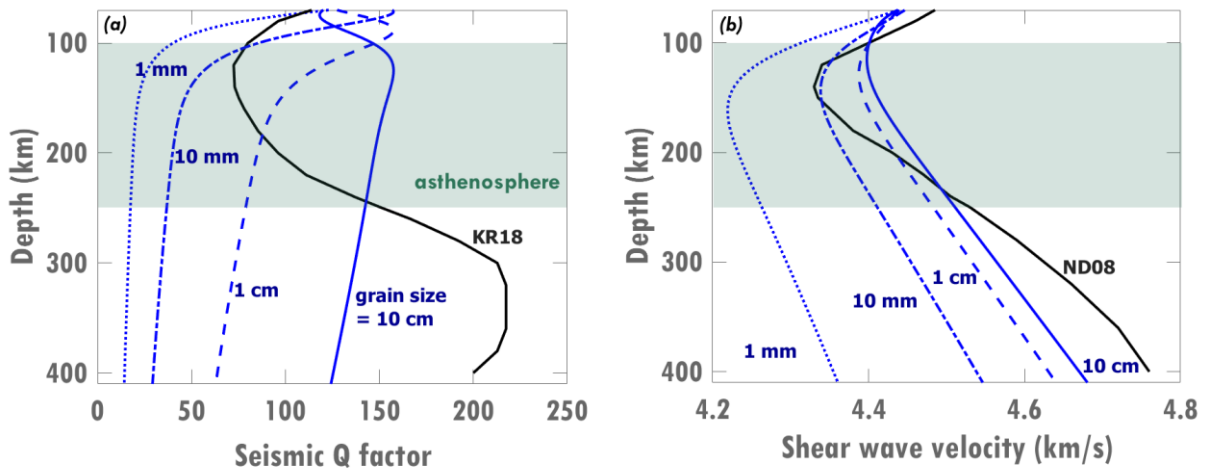 (a)
100
200
300
400
Depth (km)
1 mm
10 mm
asthenosphere
KR18
1 cm
grain size
= 10 cm
0
50
100
150
200
250
Seismic Q factor
(b)
100
200
300
400
Depth (km)
ND08
1 cm
10 mm
1 mm
10 cm
4.2
4.4
4.6
4.8
Shear wave velocity (km/s)